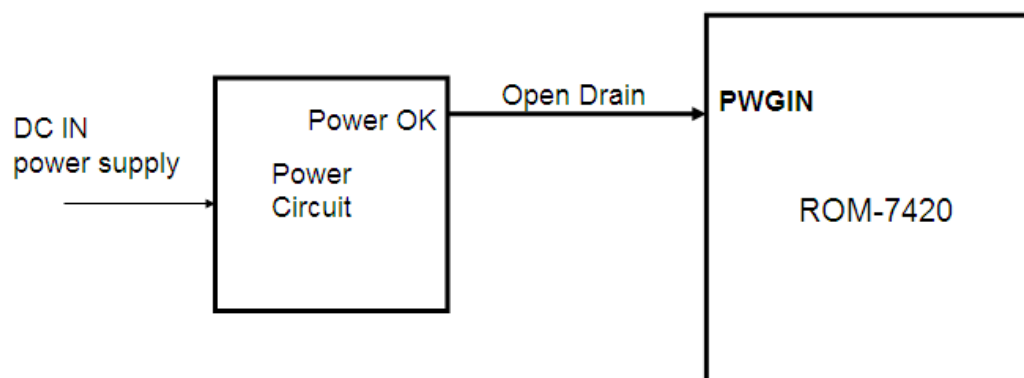 DC IN
power supply
Power OK
Power
Circuit
Open Drain
PWGIN
ROM-7420